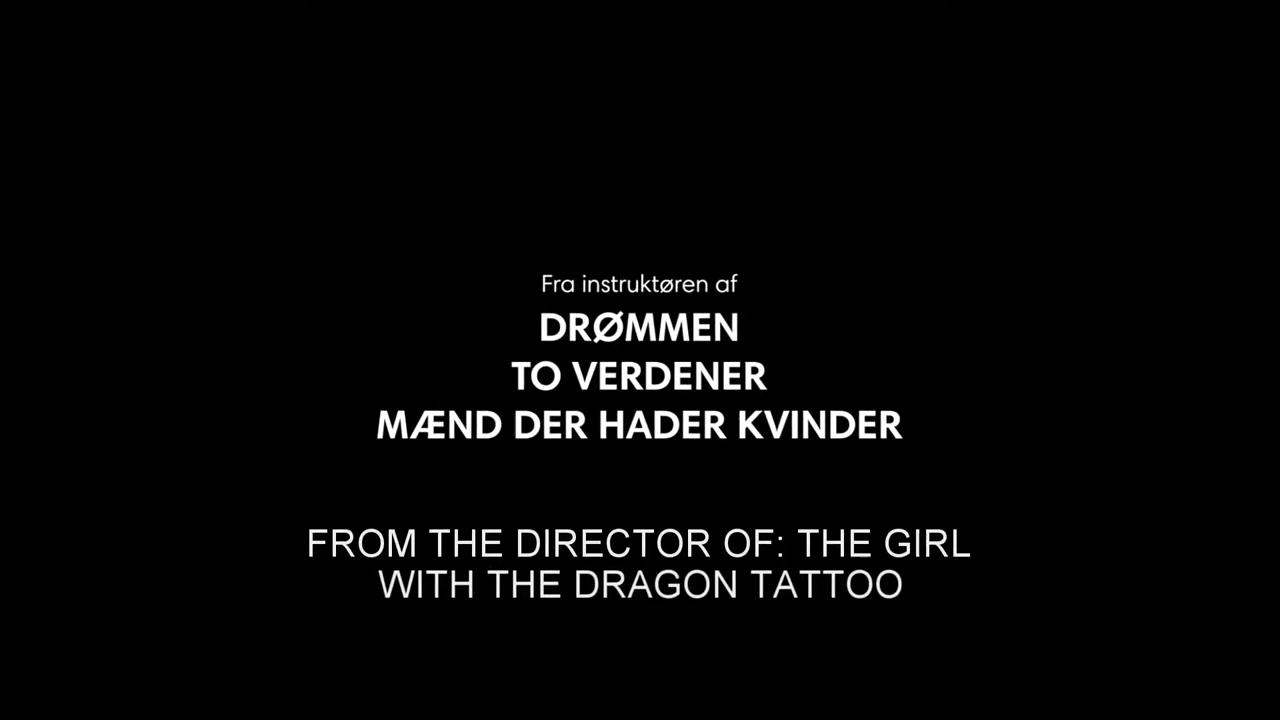 Fra instruktøren af
DRØMMEN
TO VERDENER
MÆND DER HADER KVINDER
FROM THE DIRECTOR OF: THE GIRL
WITH THE DRAGON TATTOO